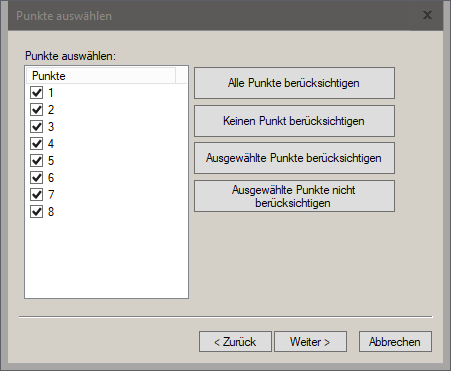 Punkte auswählen
x
Punkte auswählen:
Punkte
1
2
3
4
5
6
7
8
Alle Punkte berücksichtigen
Keinen Punkt berücksichtigen
Ausgewählte Punkte berücksichtigen
Ausgewählte Punkte nicht
berücksichtigen
< Zurück
Weiter >
Abbrechen